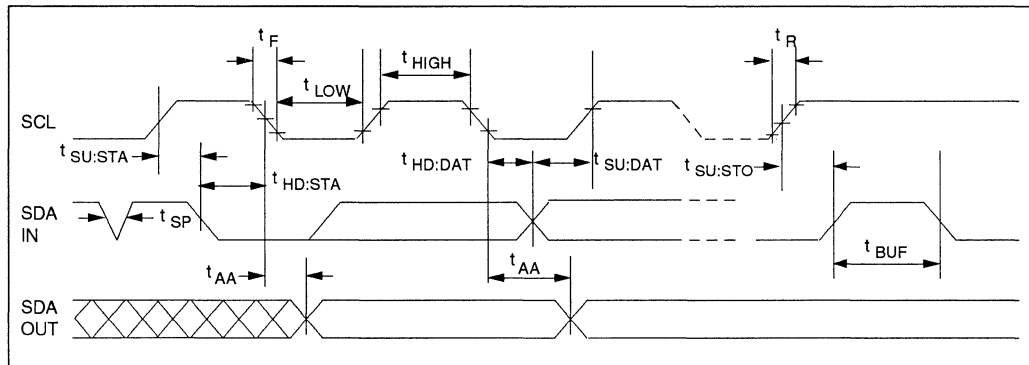 t F
t R
t HIGH
t LOW
SCL
t SU:STA
t HD:STA
t HD:DAT
t SU:DAT
t SU:STO
SDA
IN
t SP
t BUF
t AA
t AA
SDA
OUT